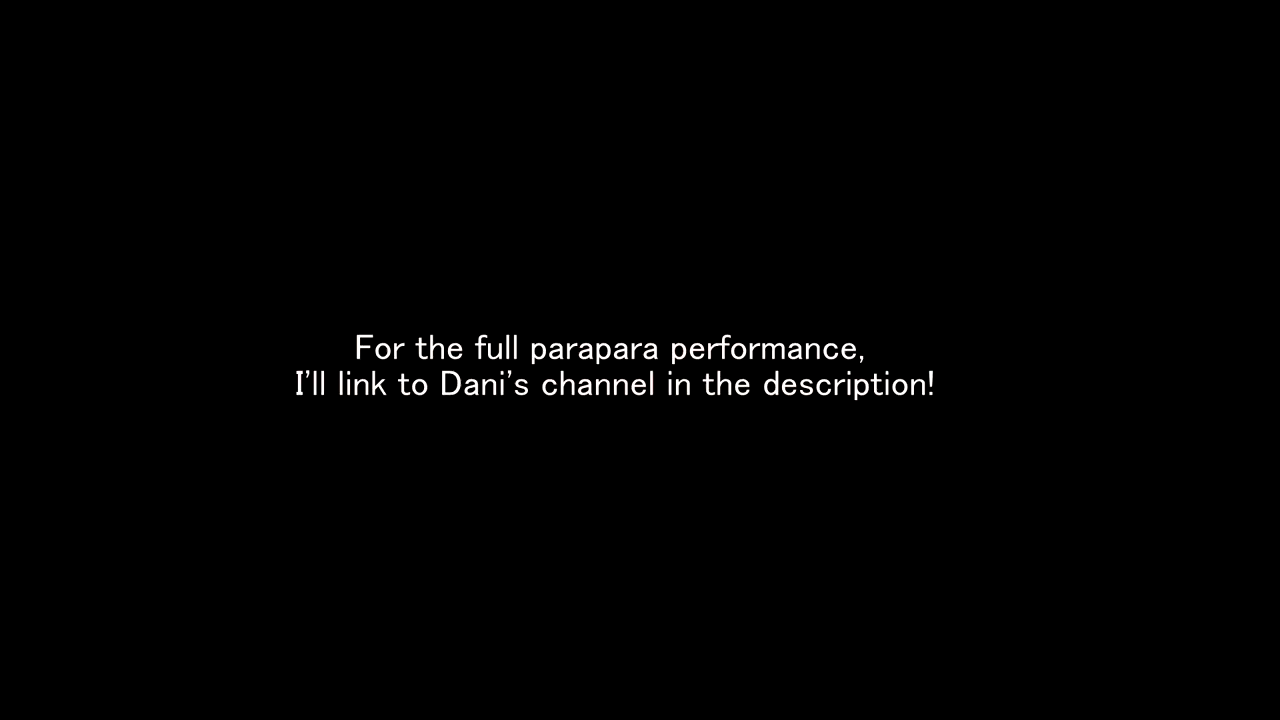 For the full parapara performance,
I'll link to Dani's channel in the description!